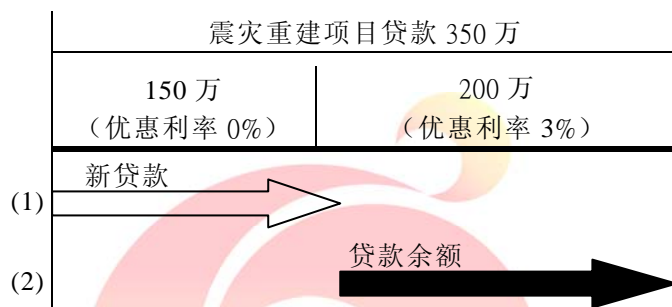 震灾重建项目贷款 350 万
150 万
（优惠利率 0%）
200 万
（优惠利率 3%）
新贷款
(1)
贷款余额
(2)